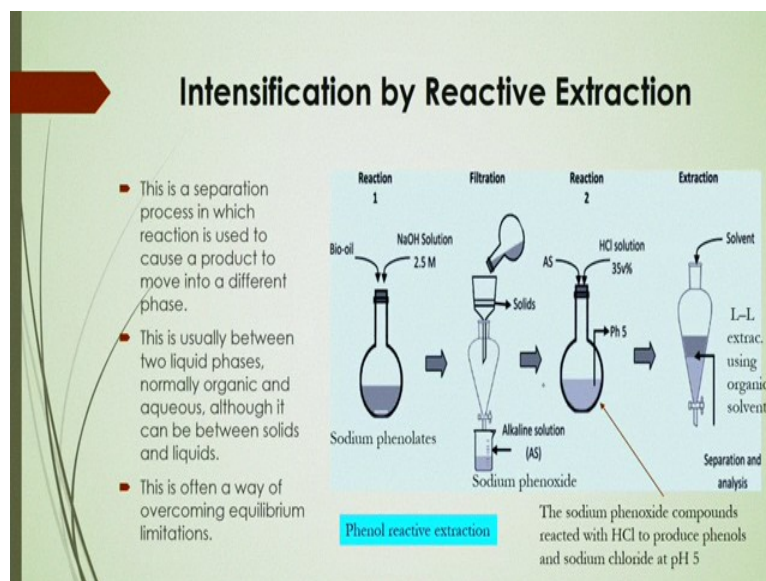 Intensification by Reactive Extraction
This is a separation
process in which
reaction is used to
cause a product to
move into a different
phase.
This is usually between
two liquid phases,
normally organic and
aqueous, although it
can be between solids
and liquids.
This is often a way of
overcoming equilibrium
limitations.
Reaction
1
Bio-oil
NaOH Solution
2.5 M
Sodium phenolates
Filtration
Solids
Alkaline solution
(AS)
Sodium phenoxide
Reaction
2
AS
HCl solution
35v%
Ph 5
Extraction
Solvent
L–L
extrac.
using
organic
solvent
Separation and
analysis
Phenol reactive extraction
The sodium phenoxide compounds
reacted with HCl to produce phenols
and sodium chloride at pH 5